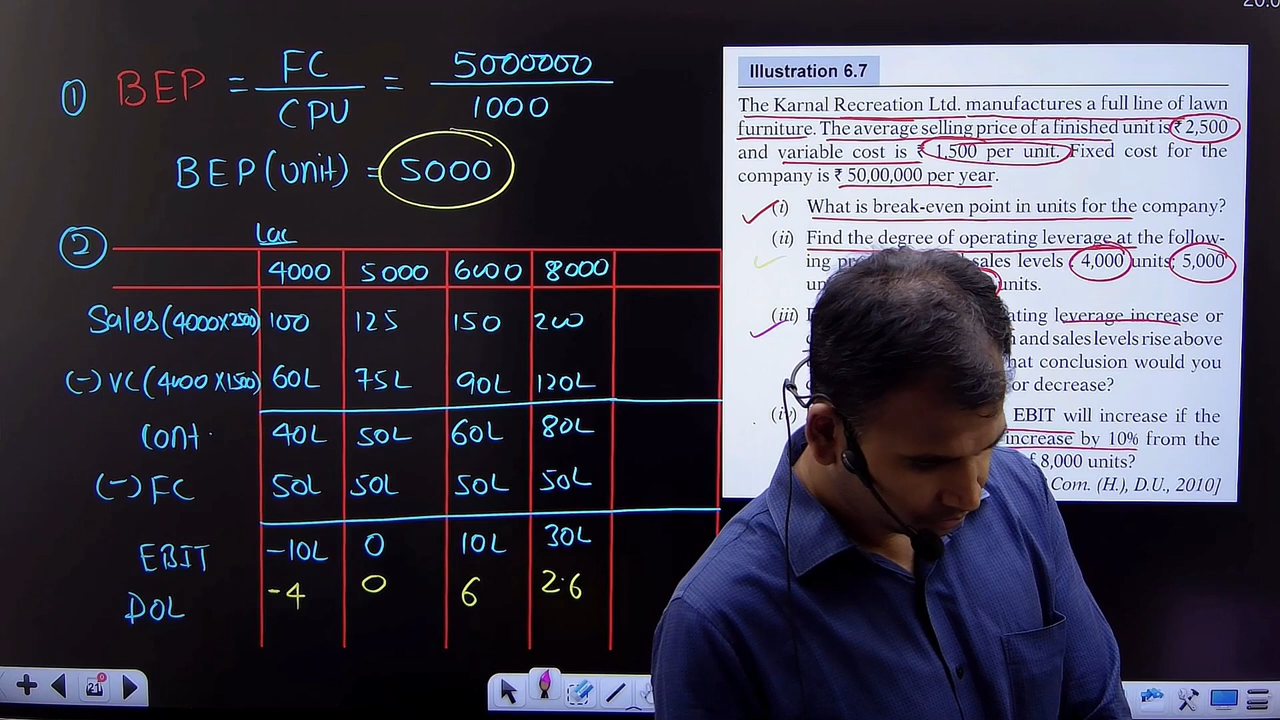 20:0
① BEP = FC / CPU = 5000000 / 1000
BEP (unit) = 5000
② Lac
4000 5000 6000 8000
Sales (4000x2500) 100 125 150 200
(-) VC (4000 x1500) 60L 75L 90L 120L
Cont. 40L 50L 60L 80L
(-) FC 50L 50L 50L 50L
EBIT -10L 0 10L 30L
DOL -4 0 6 2.6
Illustration 6.7
The Karnal Recreation Ltd. manufactures a full line of lawn
furniture. The average selling price of a finished unit is ₹ 2,500
and variable cost is ₹ 1,500 per unit. Fixed cost for the
company is ₹ 50,00,000 per year.
(i) What is break-even point in units for the company?
(ii) Find the degree of operating leverage at the follow-
ing sales levels 4,000 units; 5,000
units.
(iii) leverage increase or
and sales levels rise above
conclusion would you
or decrease?
EBIT will increase if the
increase by 10% from the
8,000 units?
Com. (H.), D.U., 2010]
21